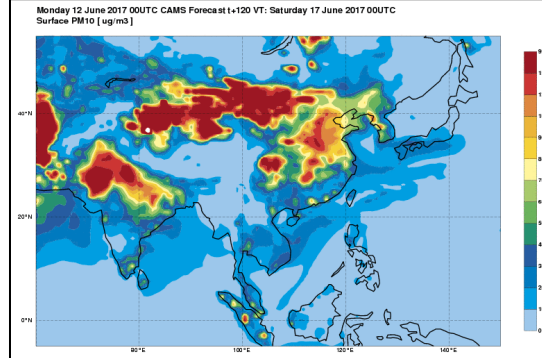 Monday 12 June 2017 00UTC CAMS Forecast t+120 VT: Saturday 17 June 2017 00UTC
Surface PM10 [ ug/m3 ]
40°N
20°N
0°N
80°E
100°E
120°E
140°E